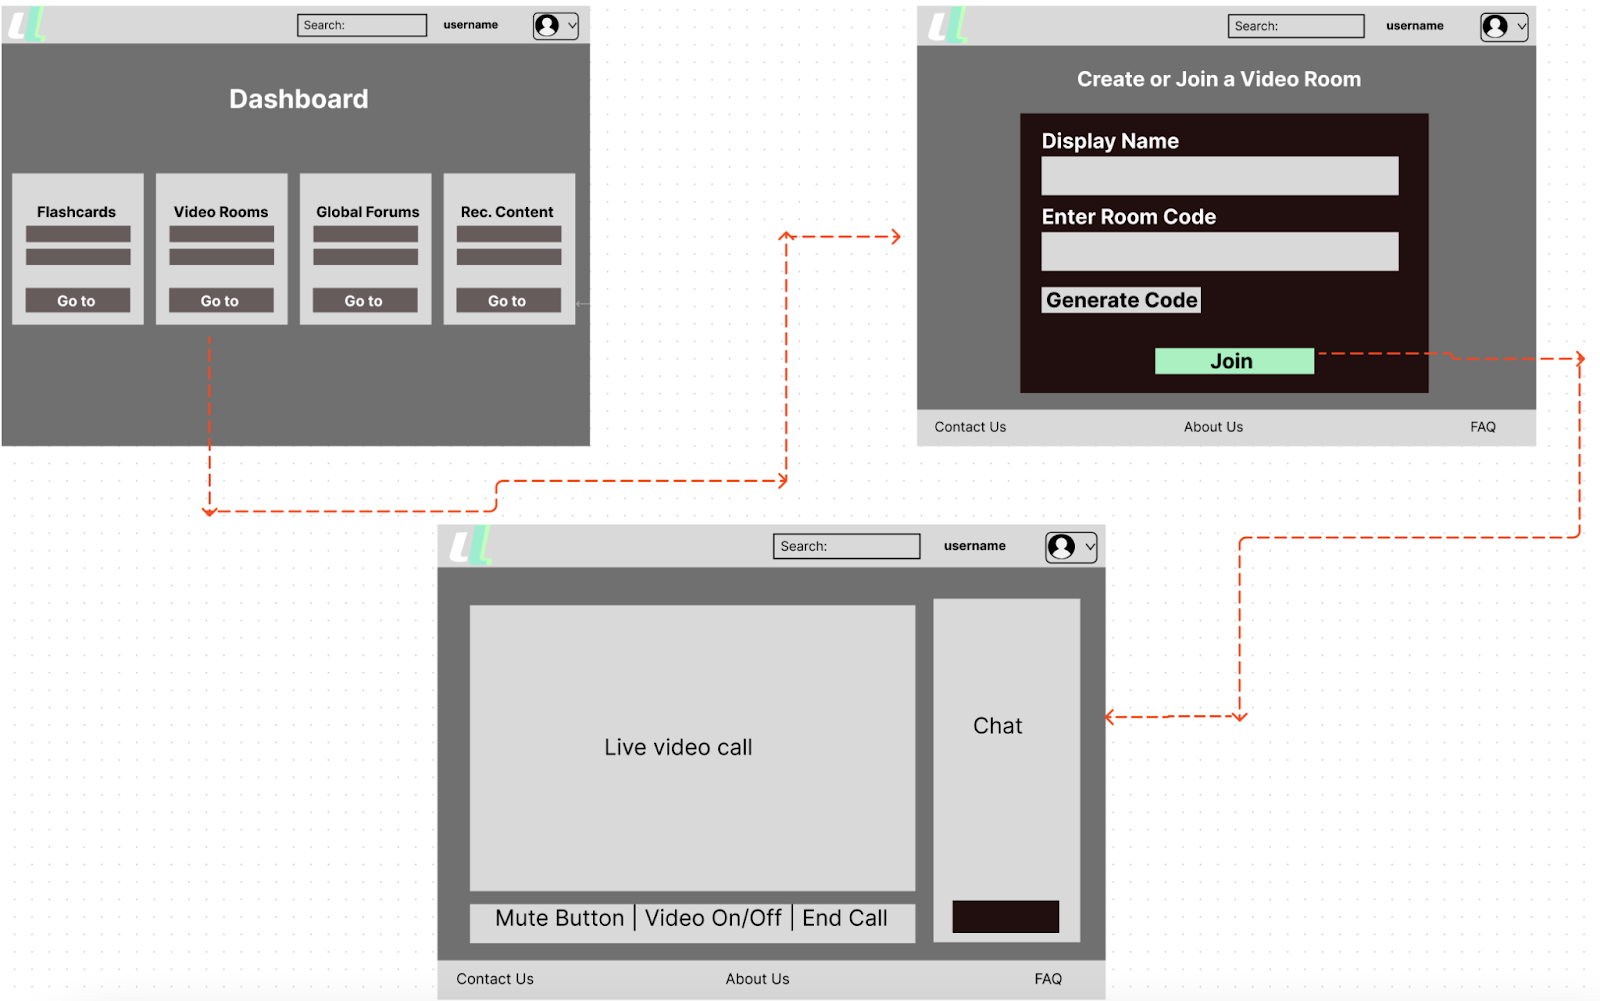 Search:
username
Dashboard
Flashcards
Go to
Video Rooms
Go to
Global Forums
Go to
Rec. Content
Go to
Search:
username
Create or Join a Video Room
Display Name
Enter Room Code
Generate Code
Join
Contact Us
About Us
FAQ
Search:
username
Live video call
Chat
Mute Button | Video On/Off | End Call
Contact Us
About Us
FAQ